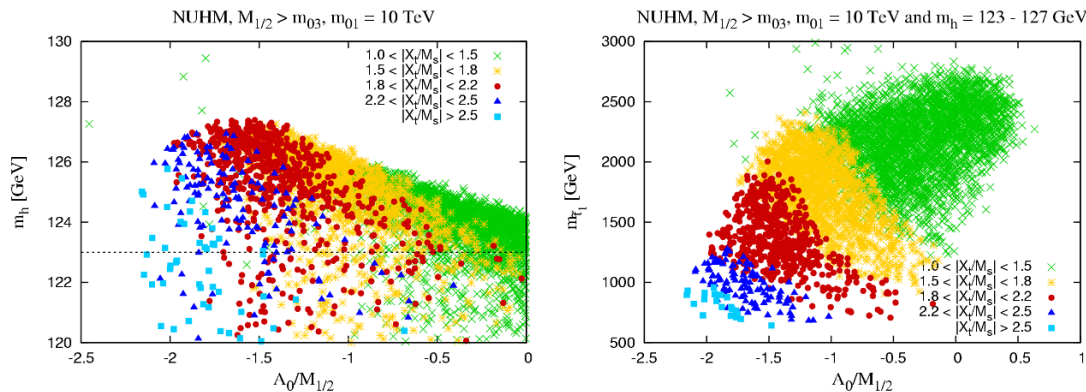 NUHM, M1/2 > m03, m01 = 10 TeV
130
128
126
124
122
120
mh [GeV]
1.0 < |Xt/Ms| < 1.5
1.5 < |Xt/Ms| < 1.8
1.8 < |Xt/Ms| < 2.2
2.2 < |Xt/Ms| < 2.5
|Xt/Ms| > 2.5
-2.5 -2 -1.5 -1 -0.5 0
A0/M1/2
NUHM, M1/2 > m03, m01 = 10 TeV and mh = 123 - 127 GeV
3000
2500
2000
1500
1000
500
mt̃1 [GeV]
1.0 < |Xt/Ms| < 1.5
1.5 < |Xt/Ms| < 1.8
1.8 < |Xt/Ms| < 2.2
2.2 < |Xt/Ms| < 2.5
|Xt/Ms| > 2.5
-2.5 -2 -1.5 -1 -0.5 0 0.5 1
A0/M1/2